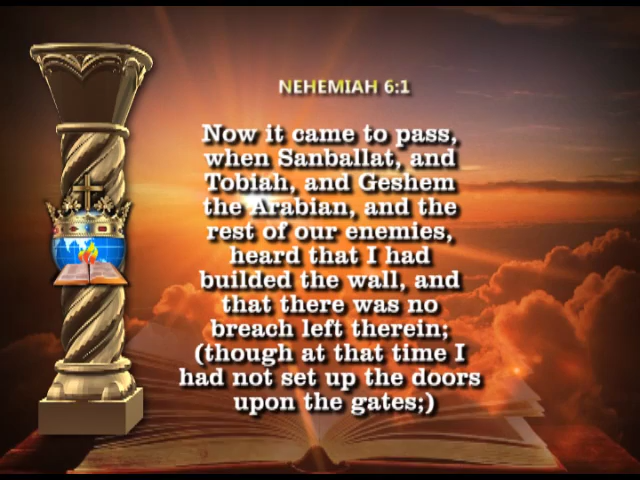 NEHEMIAH 6:1
Now it came to pass,
when Sanballat, and
Tobiah, and Geshem
the Arabian, and the
rest of our enemies,
heard that I had
builded the wall, and
that there was no
breach left therein;
(though at that time I
had not set up the doors
upon the gates;)